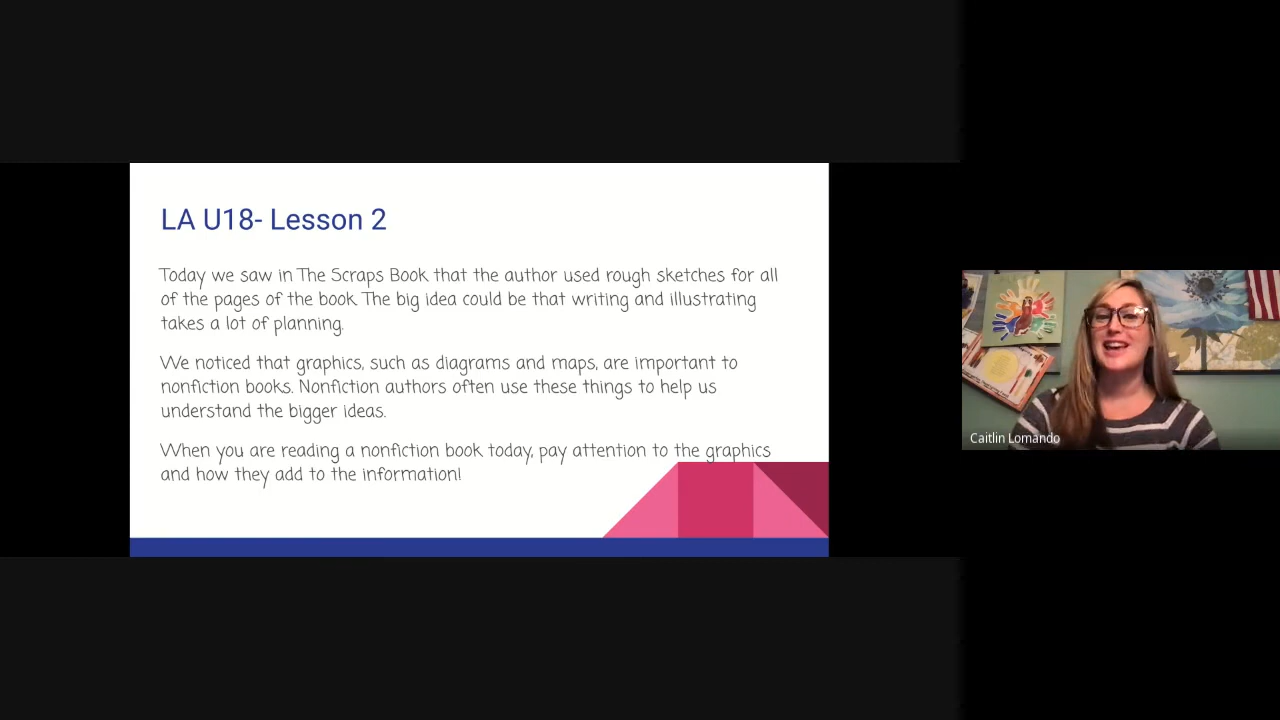 LA U18- Lesson 2
Today we saw in The Scraps Book that the author used rough sketches for all
of the pages of the book. The big idea could be that writing and illustrating
takes a lot of planning.
We noticed that graphics, such as diagrams and maps, are important to
nonfiction books. Nonfiction authors often use these things to help us
understand the bigger ideas.
When you are reading a nonfiction book today, pay attention to the graphics
and how they add to the information!
Caitlin Lomando